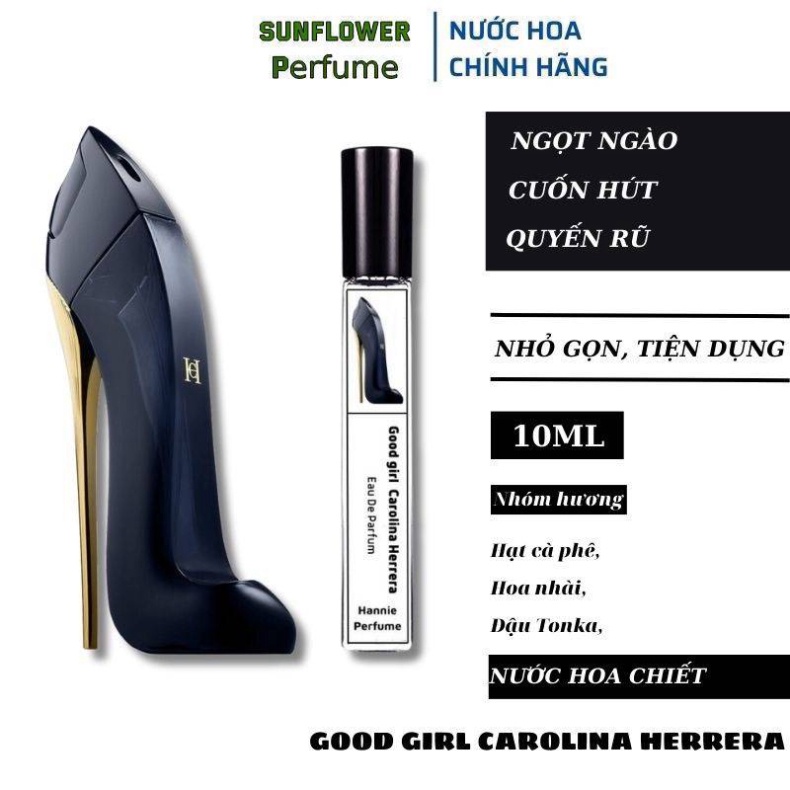 SUNFLOWER
Perfume
NƯỚC HOA
CHÍNH HÃNG
NGỌT NGÀO
CUỐN HÚT
QUYẾN RŨ
NHỎ GỌN, TIỆN DỤNG
10ML
Nhóm hương
Hạt cà phê,
Hoa nhài,
Đậu Tonka,
NƯỚC HOA CHIẾT
GOOD GIRL CAROLINA HERRERA
CH
Good girl Carolina Herrera
Eau De Parfum
Hannie
Perfume